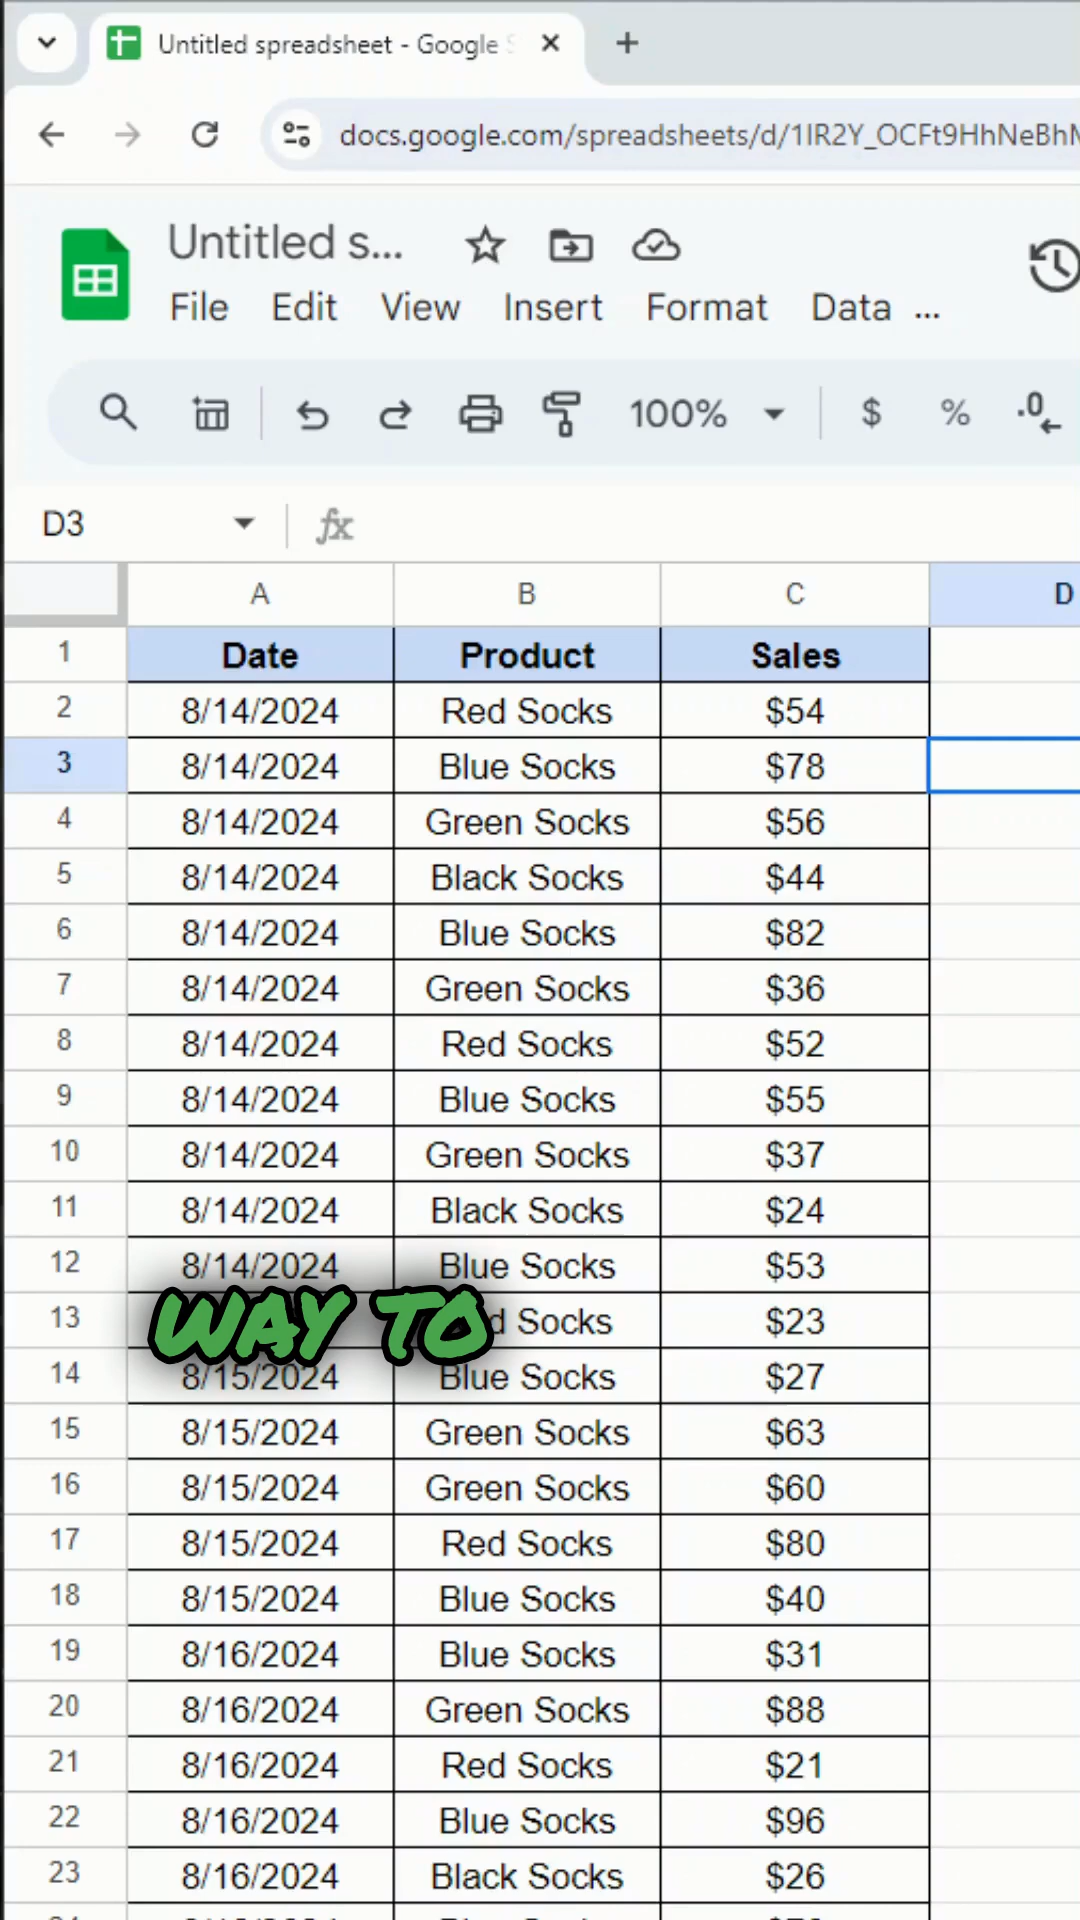 Untitled spreadsheet - Google S
docs.google.com/spreadsheets/d/1IR2Y_OCFt9HhNeBhM
Untitled s...
File Edit View Insert Format Data ...
100% $ % .0
D3 fx
A B C D
1 Date Product Sales
2 8/14/2024 Red Socks $54
3 8/14/2024 Blue Socks $78
4 8/14/2024 Green Socks $56
5 8/14/2024 Black Socks $44
6 8/14/2024 Blue Socks $82
7 8/14/2024 Green Socks $36
8 8/14/2024 Red Socks $52
9 8/14/2024 Blue Socks $55
10 8/14/2024 Green Socks $37
11 8/14/2024 Black Socks $24
12 8/14/2024 Blue Socks $53
WAY TO
13 Socks $23
14 8/15/2024 Blue Socks $27
15 8/15/2024 Green Socks $63
16 8/15/2024 Green Socks $60
17 8/15/2024 Red Socks $80
18 8/15/2024 Blue Socks $40
19 8/16/2024 Blue Socks $31
20 8/16/2024 Green Socks $88
21 8/16/2024 Red Socks $21
22 8/16/2024 Blue Socks $96
23 8/16/2024 Black Socks $26